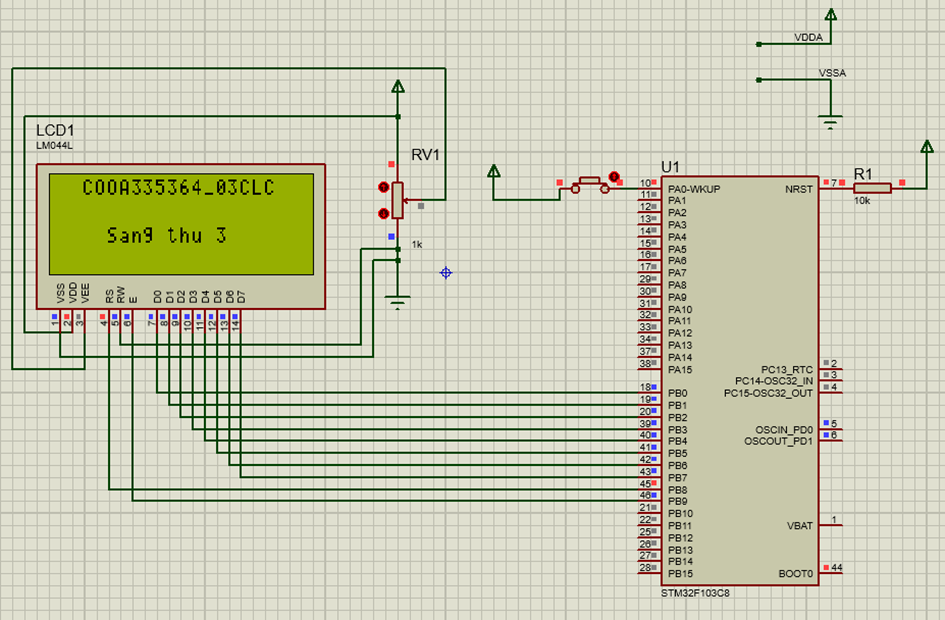 VDDA
VSSA
LCD1
LM044L
COOA335364_03CLC
Sang thu 3
VSS
VDD
VEE
RS
RW
E
D0
D1
D2
D3
D4
D5
D6
D7
1
2
3
4
5
6
7
8
9
10
11
12
13
14
RV1
1k
U1
10 PA0-WKUP
11 PA1
12 PA2
13 PA3
14 PA4
15 PA5
16 PA6
17 PA7
29 PA8
30 PA9
31 PA10
32 PA11
33 PA12
34 PA13
37 PA14
38 PA15
18 PB0
19 PB1
20 PB2
39 PB3
40 PB4
41 PB5
42 PB6
43 PB7
45 PB8
46 PB9
21 PB10
22 PB11
25 PB12
26 PB13
27 PB14
28 PB15
NRST 7
PC13_RTC 2
PC14-OSC32_IN 3
PC15-OSC32_OUT 4
OSCIN_PD0 5
OSCOUT_PD1 6
VBAT 1
BOOT0 44
STM32F103C8
R1
10k